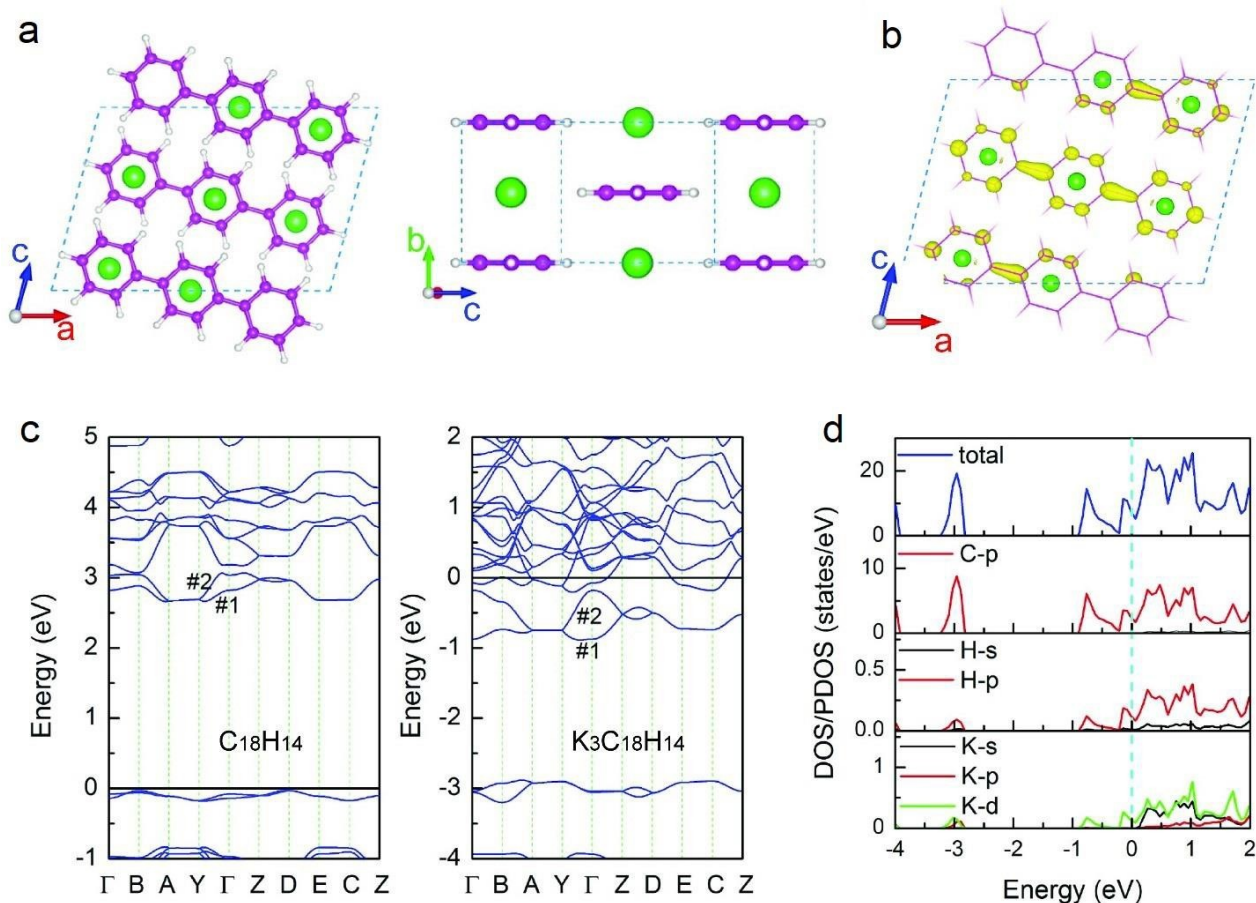 a
c
a
b
c
b
c
a
c
Energy (eV)
5
4
3
2
1
0
-1
#2
#1
C18H14
Γ B A Y Γ Z D E C Z
Energy (eV)
2
1
0
-1
-2
-3
-4
#2
#1
K3C18H14
Γ B A Y Γ Z D E C Z
d
DOS/PDOS (states/eV)
20
0
total
10
0
C-p
0.5
0.0
H-s
H-p
1
0
K-s
K-p
K-d
-4 -3 -2 -1 0 1 2
Energy (eV)